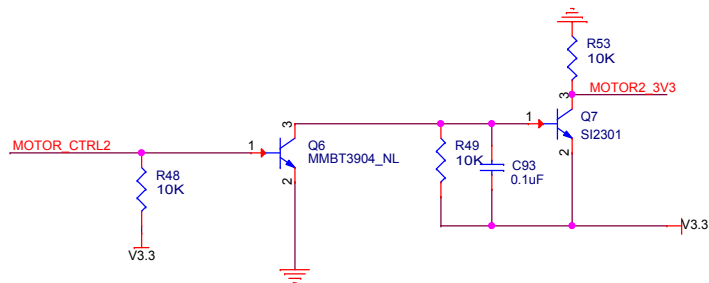 R53
10K
MOTOR2_3V3
3
3
Q7
1
1
Q6
SI2301
MOTOR_CTRL2
MMBT3904_NL
R49
10K
C93
0.1uF
2
2
R48
10K
V3.3
V3.3